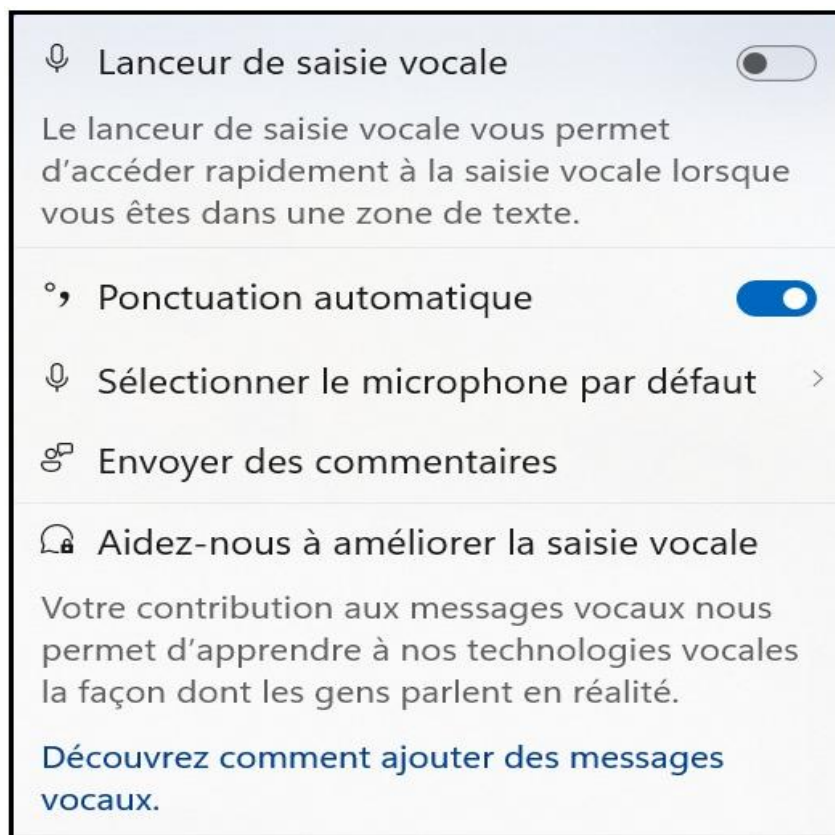 Lanceur de saisie vocale
Le lanceur de saisie vocale vous permet
d’accéder rapidement à la saisie vocale lorsque
vous êtes dans une zone de texte.
Ponctuation automatique
Sélectionner le microphone par défaut
Envoyer des commentaires
Aidez-nous à améliorer la saisie vocale
Votre contribution aux messages vocaux nous
permet d’apprendre à nos technologies vocales
la façon dont les gens parlent en réalité.
Découvrez comment ajouter des messages
vocaux.